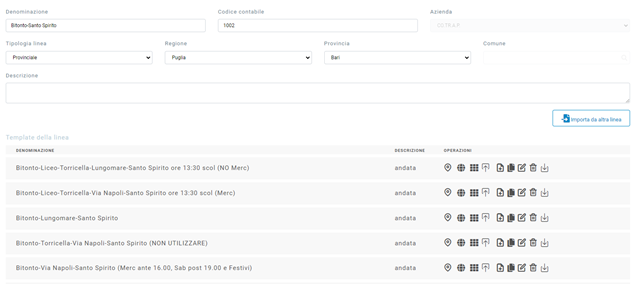 Denominazione Codice contabile Azienda
Bitonto-Santo Spirito 1002 DETRAP.
Tipologia linea Regione Provincia Comune
Provinciale Puglia Bari
Descrizione
Importa da altra linea
Template della linea
DENOMINAZIONE DESCRIZIONE OPERAZIONI
Bitonto-Liceo-Torricella-Lungomare-Santo Spirito ore 13:30 scol (NO Merc) andata
Bitonto-Liceo-Torricella-Via Napoli-Santo Spirito ore 13:30 scol (Merc) andata
Bitonto-Lungomare-Santo Spirito andata
Bitonto-Torricella-Via Napoli-Santo Spirito (NON UTILIZZARE) andata
Bitonto-Via Napoli-Santo Spirito (Merc ante 16.00, Sab post 19.00 e Festivi) andata